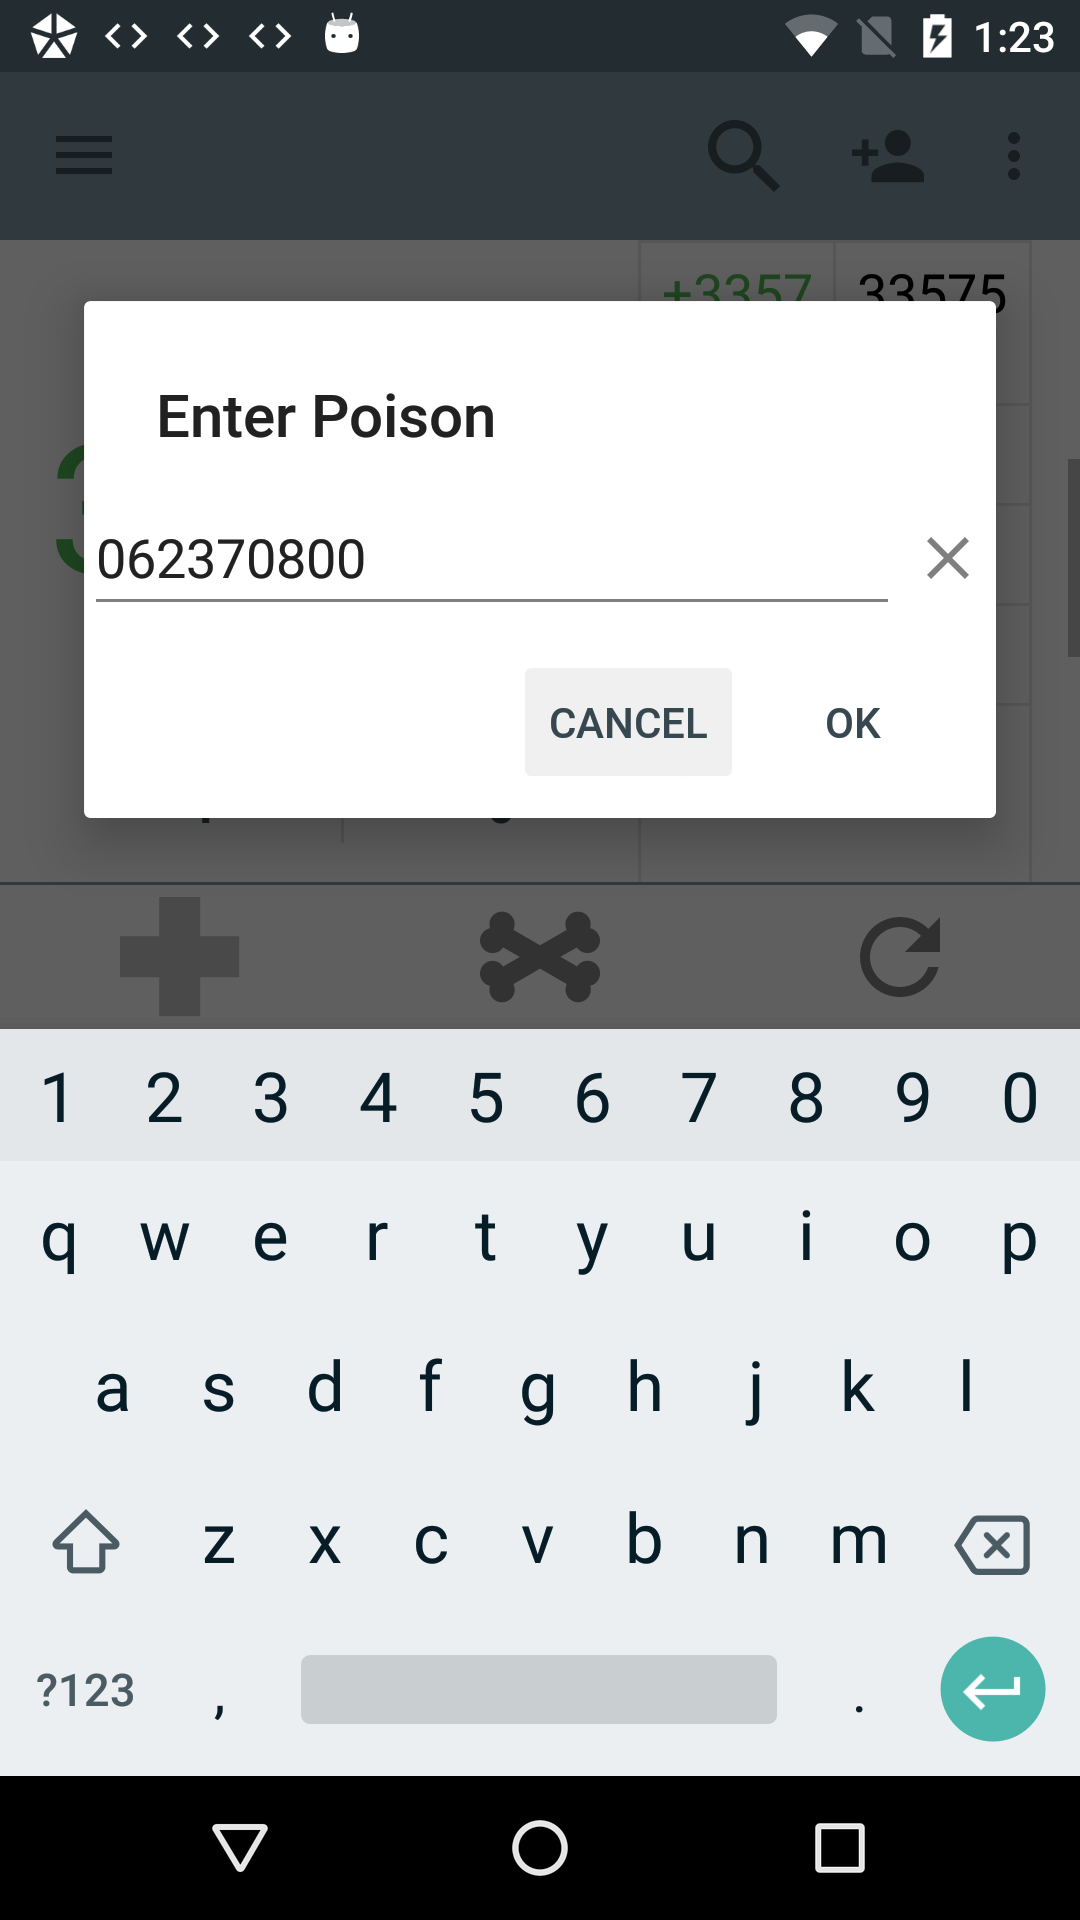 1:23
+3357 33575
Enter Poison
062370800
CANCEL OK
1 2 3 4 5 6 7 8 9 0
q w e r t y u i o p
a s d f g h j k l
z x c v b n m
?123 , .